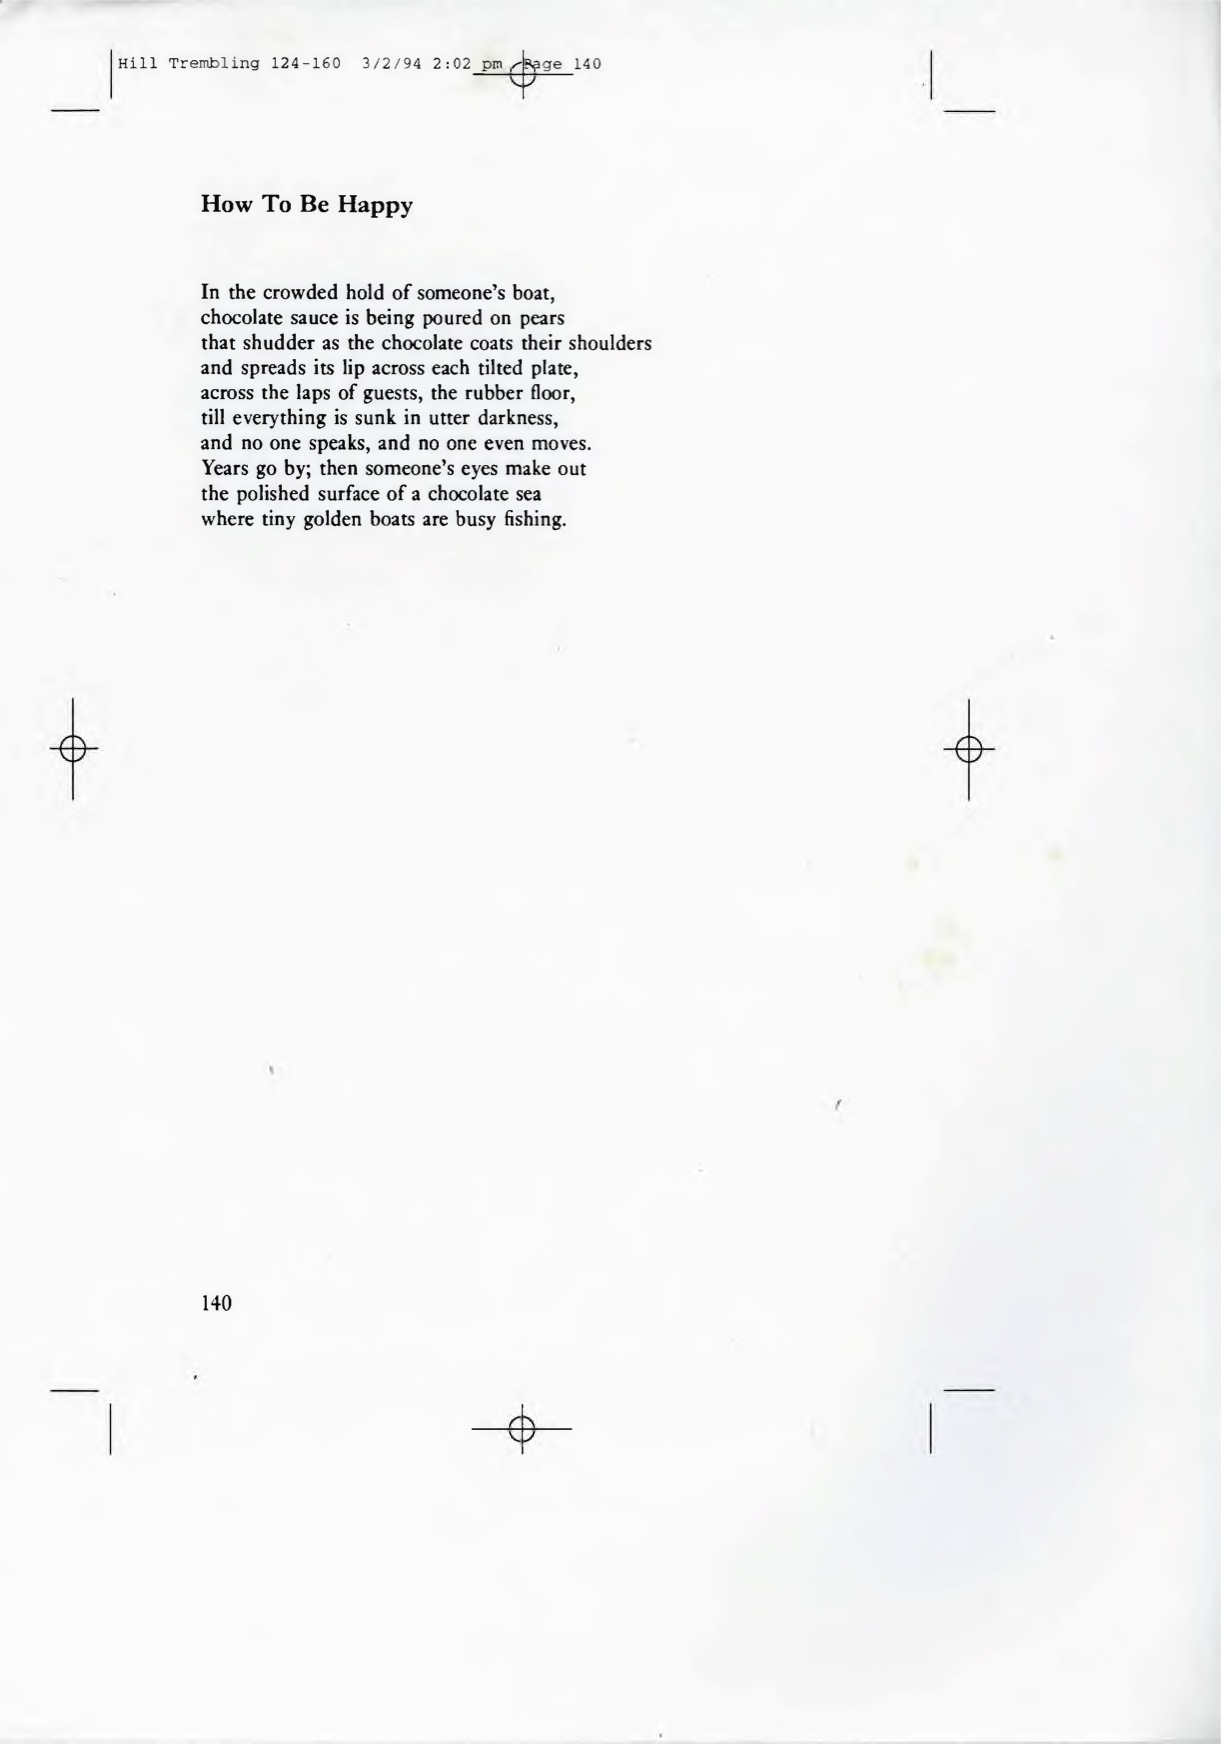 Hill Trembling 124-160 3/2/94 2:02 pm Page 140
How To Be Happy
In the crowded hold of someone's boat,
chocolate sauce is being poured on pears
that shudder as the chocolate coats their shoulders
and spreads its lip across each tilted plate,
across the laps of guests, the rubber floor,
till everything is sunk in utter darkness,
and no one speaks, and no one even moves.
Years go by; then someone's eyes make out
the polished surface of a chocolate sea
where tiny golden boats are busy fishing.
140